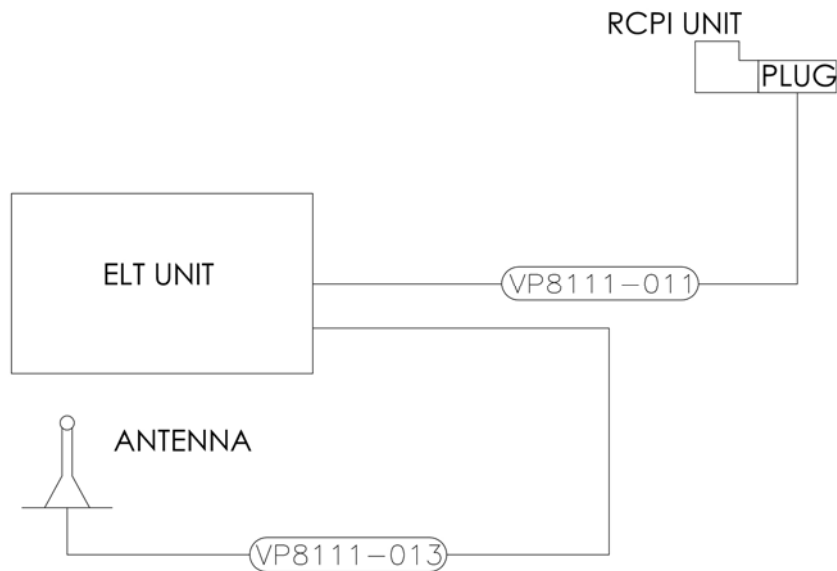 RCPI UNIT
PLUG
ELT UNIT
VP8111-011
ANTENNA
VP8111-013